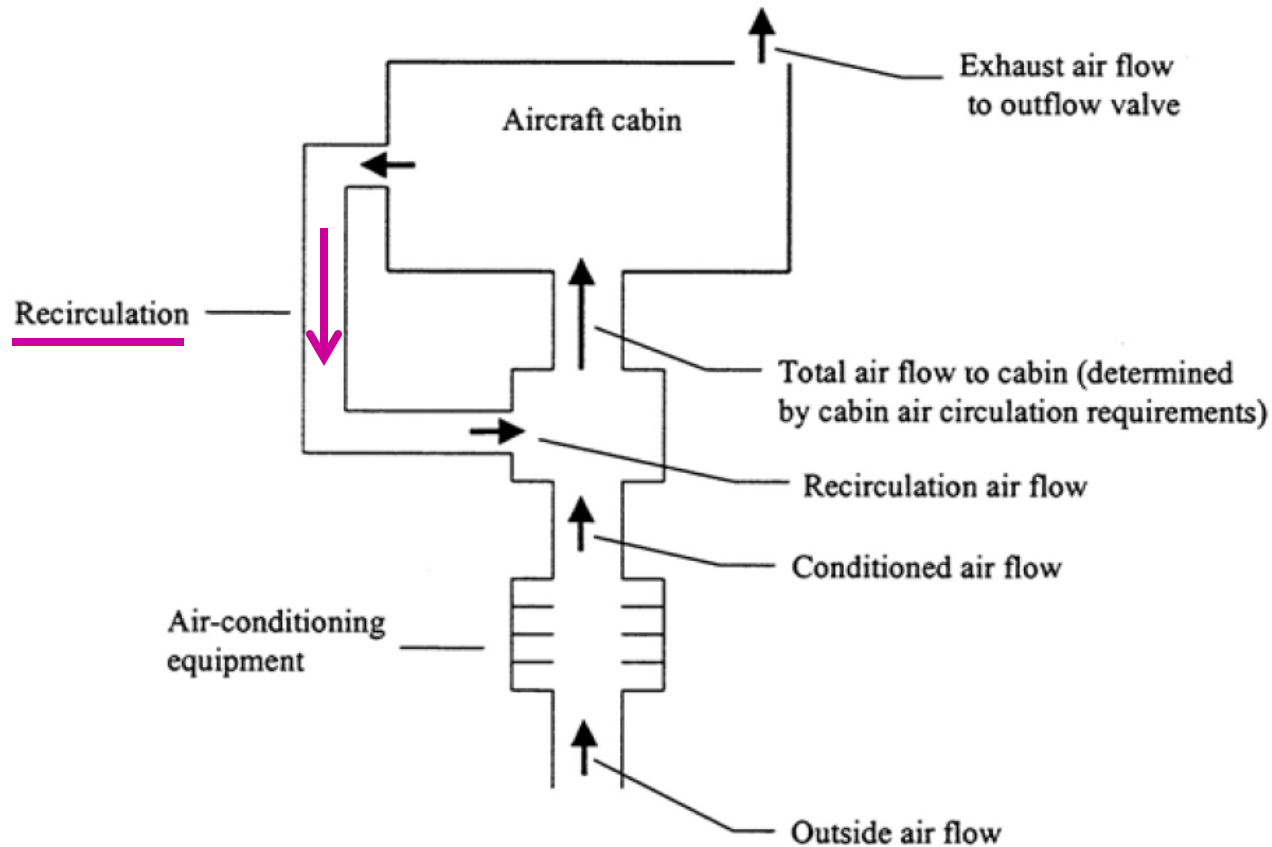 Exhaust air flow
to outflow valve
Aircraft cabin
Recirculation
Total air flow to cabin (determined
by cabin air circulation requirements)
Recirculation air flow
Conditioned air flow
Air-conditioning
equipment
Outside air flow